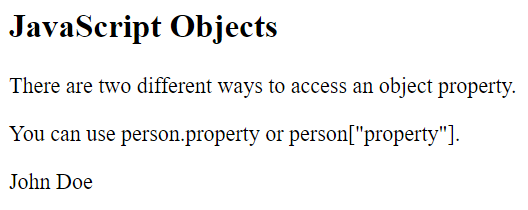 JavaScript Objects
There are two different ways to access an object property.
You can use person.property or person["property"].
John Doe